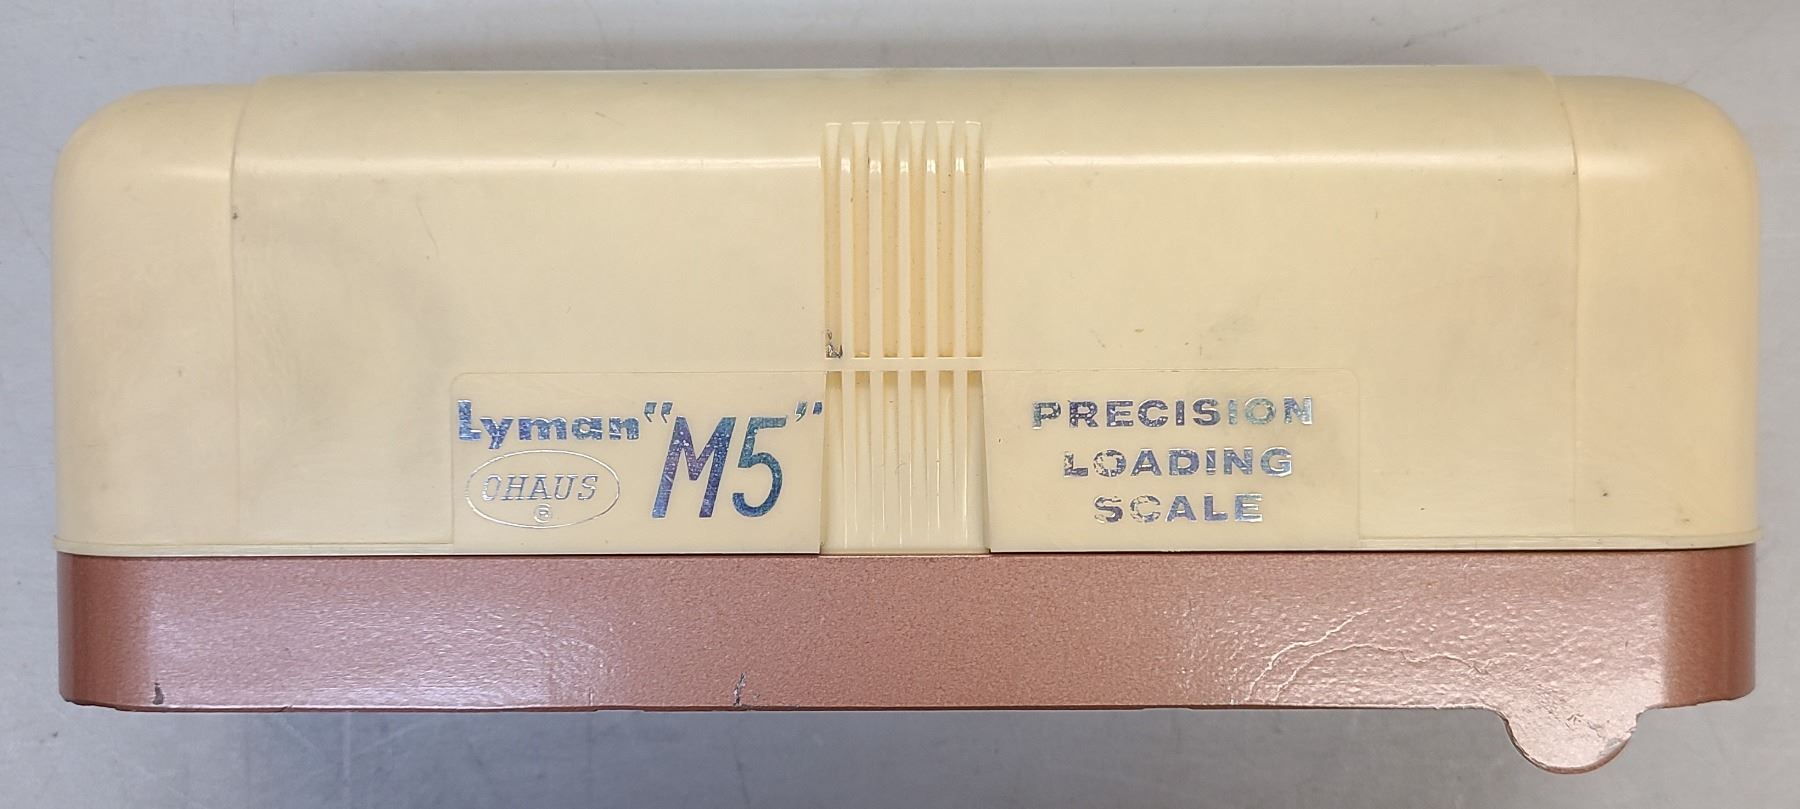 Lyman "M5"
OHAUS
®
PRECISION
LOADING
SCALE